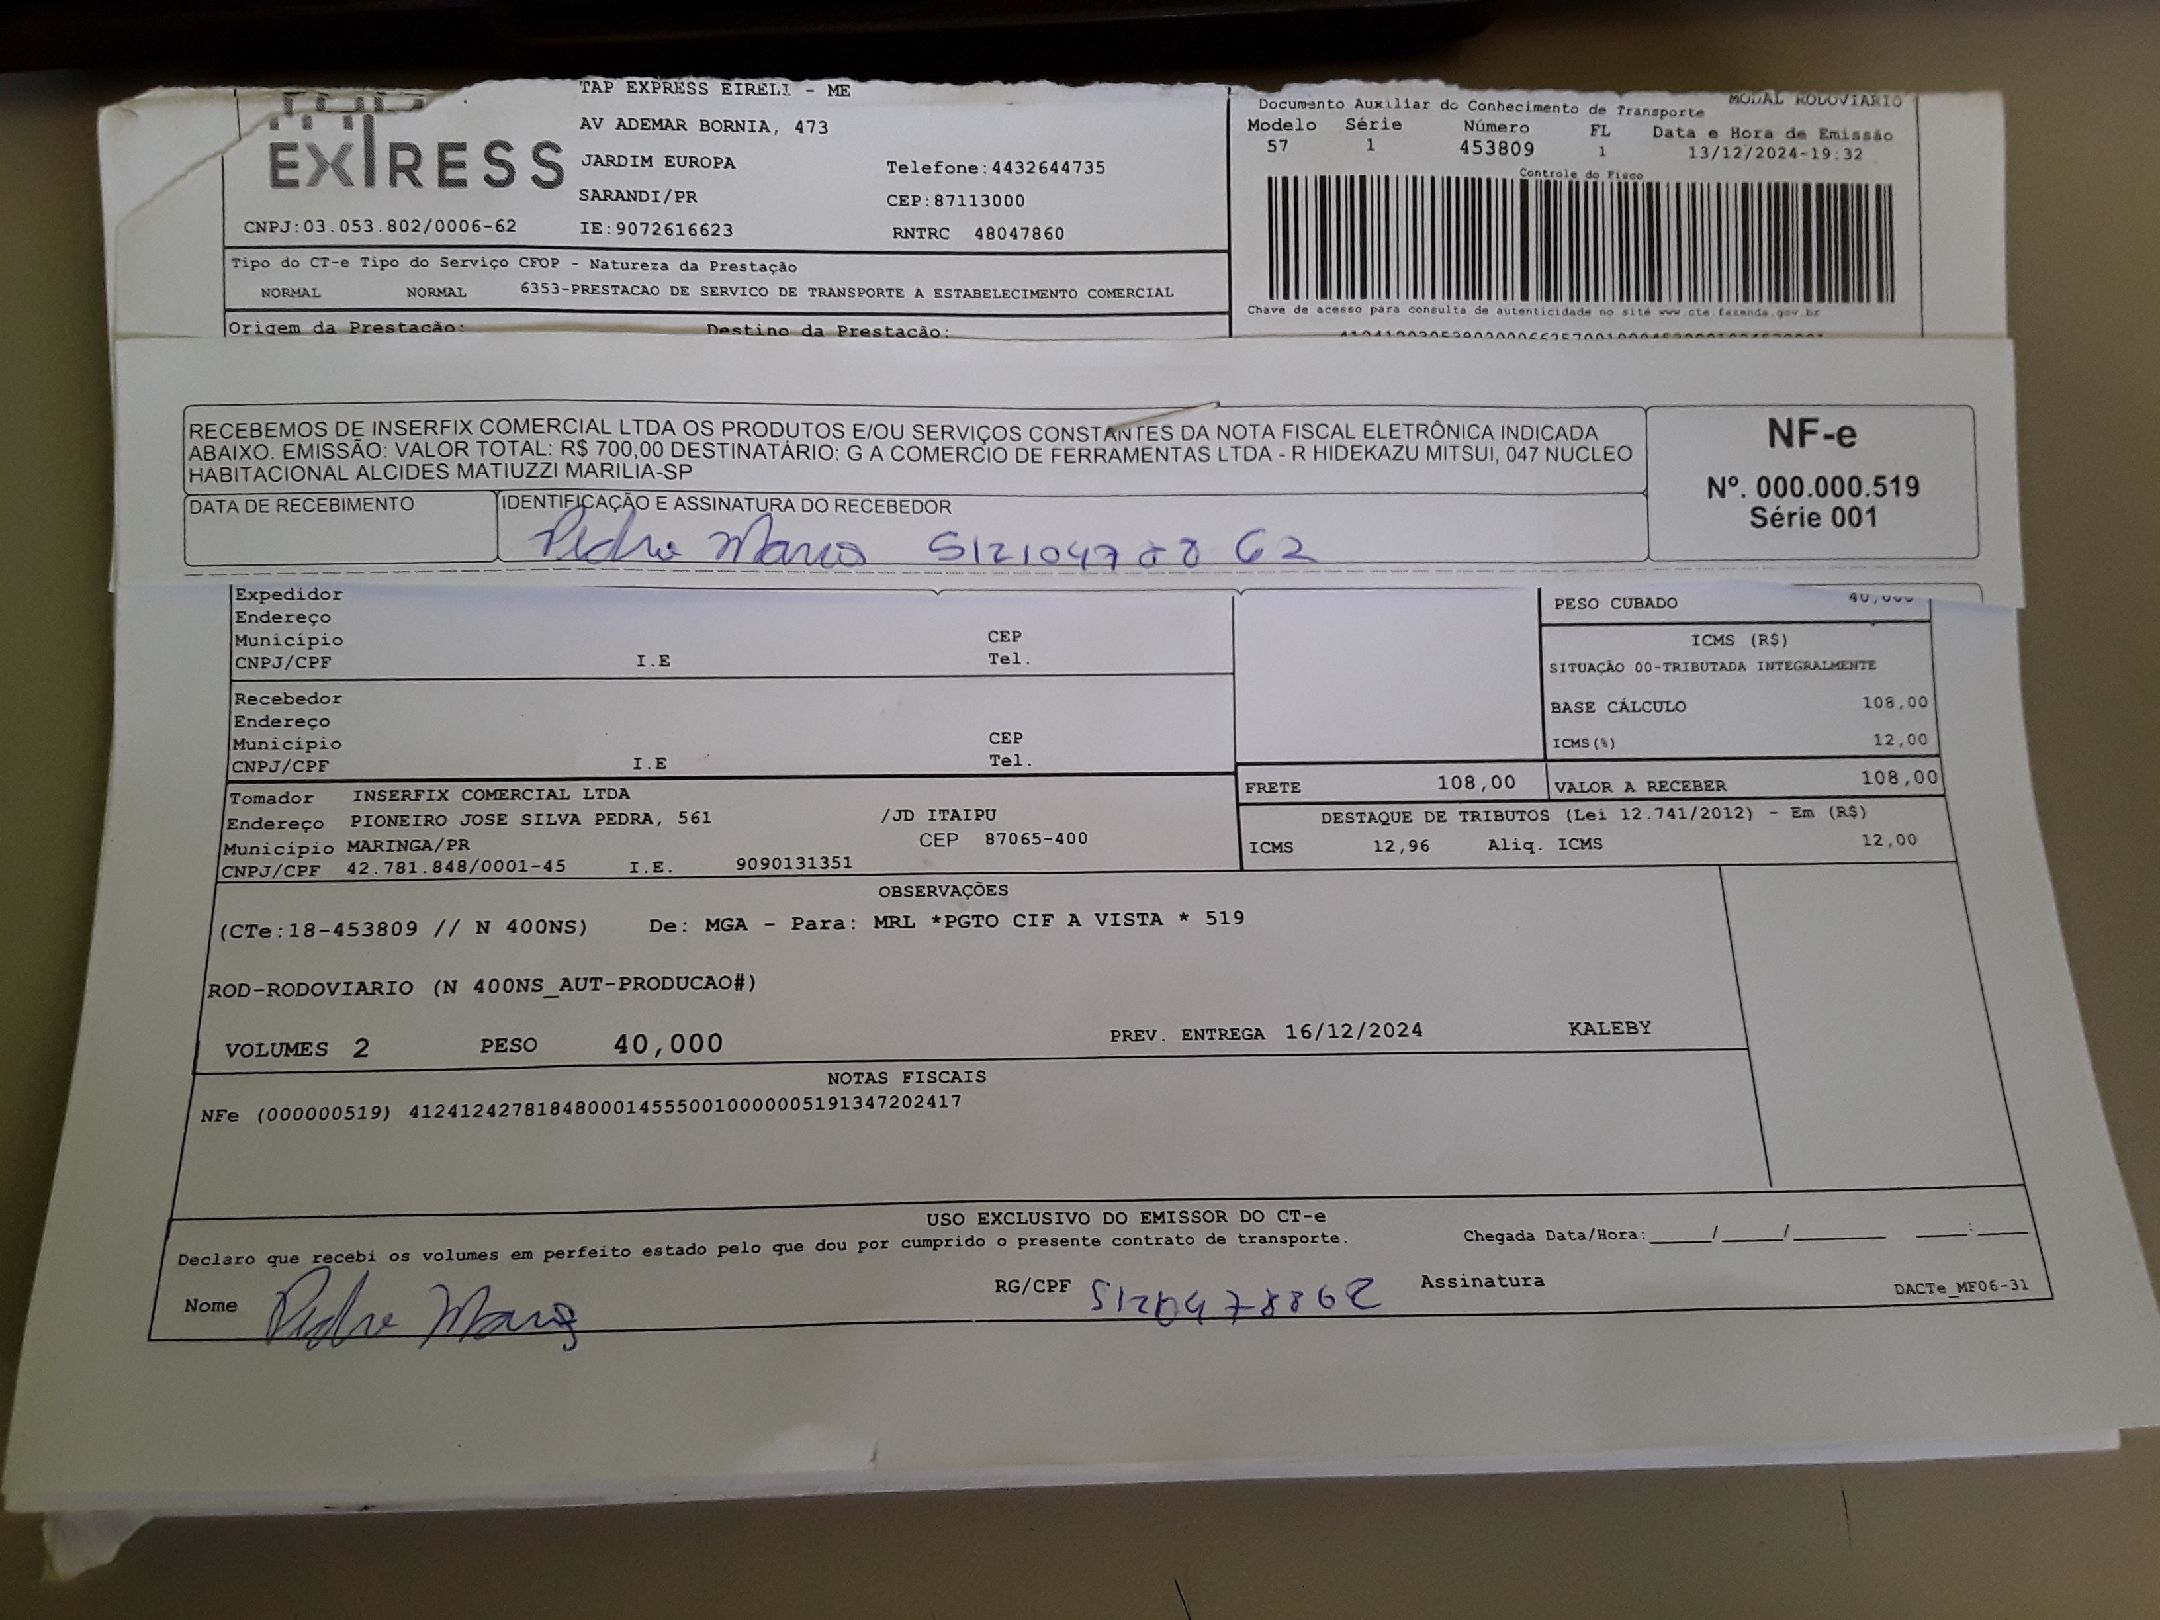 EXPRESS
TAP EXPRESS EIRELI - ME
AV ADEMAR BORNIA, 473
JARDIM EUROPA
Telefone:4432644735
SARANDI/PR
CEP:87113000
CNPJ:03.053.802/0006-62
IE:9072616623
RNTRC 48047860
MODAL RODOVIARIO
Documento Auxiliar do Conhecimento de Transporte
Modelo Série Número FL Data e Hora de Emissão
57 1 453809 1 13/12/2024-19:32
Controle do Fisco
Chave de acesso para consulta de autenticidade no site www.cte.fazenda.gov.br
Tipo do CT-e Tipo do Serviço CFOP - Natureza da Prestação
NORMAL NORMAL 6353-PRESTACAO DE SERVICO DE TRANSPORTE A ESTABELECIMENTO COMERCIAL
Origem da Prestação: Destino da Prestação:
RECEBEMOS DE INSERFIX COMERCIAL LTDA OS PRODUTOS E/OU SERVIÇOS CONSTANTES DA NOTA FISCAL ELETRÔNICA INDICADA
ABAIXO. EMISSÃO: VALOR TOTAL: R$ 700,00 DESTINATÁRIO: G A COMERCIO DE FERRAMENTAS LTDA - R HIDEKAZU MITSUI, 047 NUCLEO
HABITACIONAL ALCIDES MATIUZZI MARILIA-SP
DATA DE RECEBIMENTO
IDENTIFICAÇÃO E ASSINATURA DO RECEBEDOR
Pedro
NF-e
Nº. 000.000.519
Série 001
Expedidor
Endereço
Município CEP
CNPJ/CPF I.E Tel.
Recebedor
Endereço
Município CEP
CNPJ/CPF I.E Tel.
PESO CUBADO 40,000
ICMS (R$)
SITUAÇÃO 00-TRIBUTADA INTEGRALMENTE
BASE CÁLCULO 108,00
ICMS(%) 12,00
FRETE 108,00 VALOR A RECEBER 108,00
Tomador INSERFIX COMERCIAL LTDA
Endereço PIONEIRO JOSE SILVA PEDRA, 561 /JD ITAIPU
Município MARINGA/PR CEP 87065-400
CNPJ/CPF 42.781.848/0001-45 I.E. 9090131351
DESTAQUE DE TRIBUTOS (Lei 12.741/2012) - Em (R$)
ICMS 12,96 Aliq. ICMS 12,00
OBSERVAÇÕES
(CTe:18-453809 // N 400NS) De: MGA - Para: MRL *PGTO CIF A VISTA * 519
ROD-RODOVIARIO (N 400NS_AUT-PRODUCAO#)
VOLUMES 2 PESO 40,000 PREV. ENTREGA 16/12/2024 KALEBY
NOTAS FISCAIS
NFe (000000519) 41241242781848000145550010000005191347202417
USO EXCLUSIVO DO EMISSOR DO CT-e
Declaro que recebi os volumes em perfeito estado pelo que dou por cumprido o presente contrato de transporte.
Chegada Data/Hora:_____/_____/________ ____:____
Nome Pedro
RG/CPF
Assinatura
DACTe_MF06-31